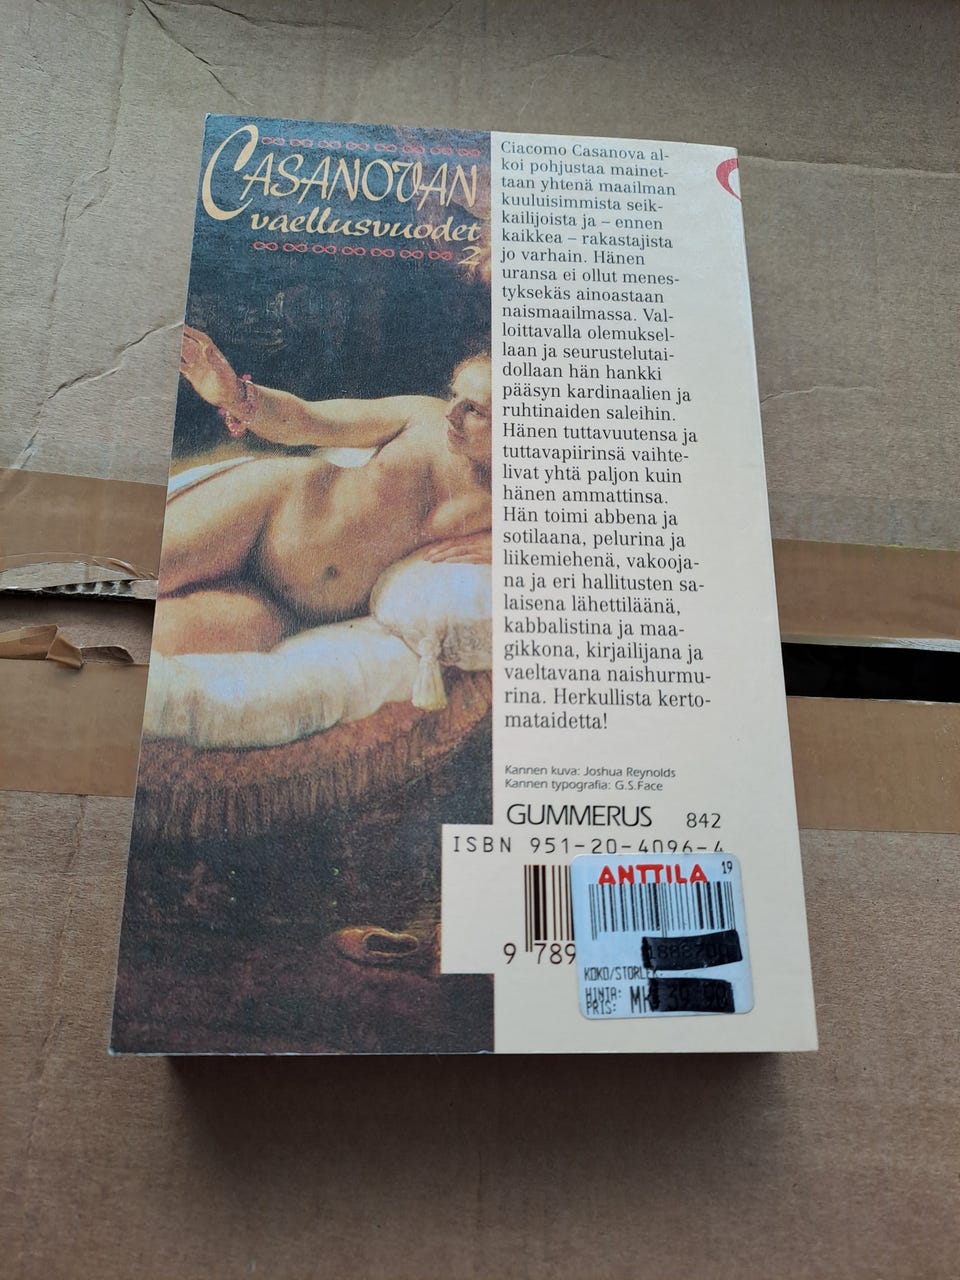 CASANOVAN
vaellusvuodet
2
Ciacomo Casanova al-
koi pohjustaa mainet-
taan yhtenä maailman
kuuluisimmista seik-
kailijoista ja – ennen
kaikkea – rakastajista
jo varhain. Hänen
uransa ei ollut menes-
tyksekäs ainoastaan
naismaailmassa. Val-
loittavalla olemuksel-
laan ja seurustelutai-
dollaan hän hankki
pääsyn kardinaalien ja
ruhtinaiden saleihin.
Hänen tuttavuutensa ja
tuttavapiirinsä vaihte-
livat yhtä paljon kuin
hänen ammattinsa.
Hän toimi abbena ja
sotilaana, pelurina ja
liikemiehenä, vakooja-
na ja eri hallitusten sa-
laisena lähettiläänä,
kabbalistina ja maa-
gikkona, kirjailijana ja
vaeltavana naishurmu-
rina. Herkullista kerto-
mataidetta!
Kannen kuva: Joshua Reynolds
Kannen typografia: G.S.Face
GUMMERUS 842
ISBN 951-20-4096-4
9 789
ANTTILA 19
KOKO/STORLEK:
HINTA:
PRIS: MK 39,90